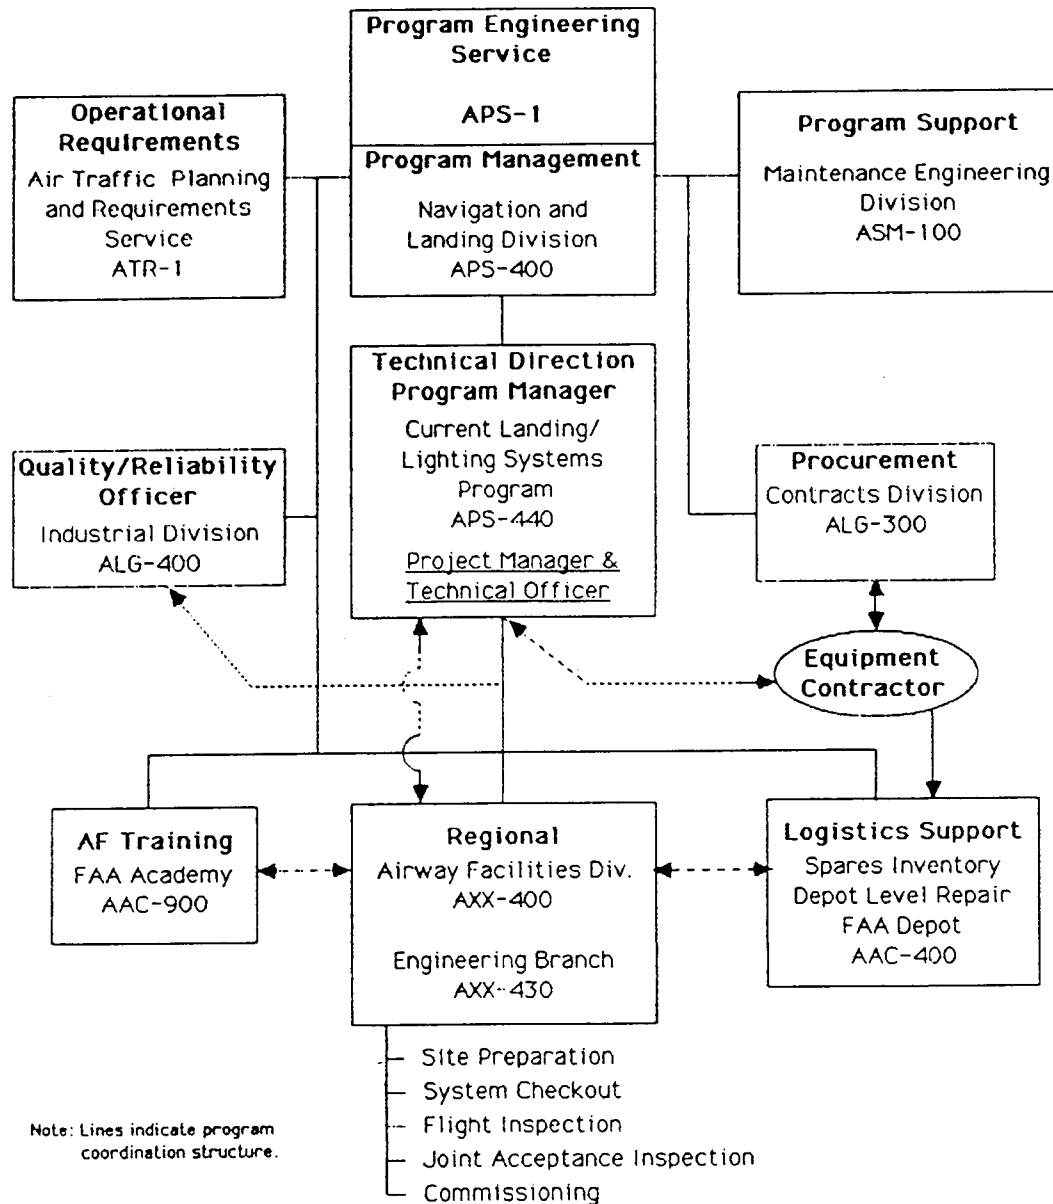 Program Engineering
Service
APS-1
Operational
Requirements
Air Traffic Planning
and Requirements
Service
ATR-1
Program Management
Navigation and
Landing Division
APS-400
Program Support
Maintenance Engineering
Division
ASM-100
Technical Direction
Program Manager
Current Landing/
Lighting Systems
Program
APS-440
Project Manager &
Technical Officer
Quality/Reliability
Officer
Industrial Division
ALG-400
Procurement
Contracts Division
ALG-300
Equipment
Contractor
AF Training
FAA Academy
AAC-900
Regional
Airway Facilities Div.
AXX-400
Engineering Branch
AXX-430
Logistics Support
Spares Inventory
Depot Level Repair
FAA Depot
AAC-400
Site Preparation
System Checkout
Flight Inspection
Joint Acceptance Inspection
Commissioning
Note: Lines indicate program
coordination structure.